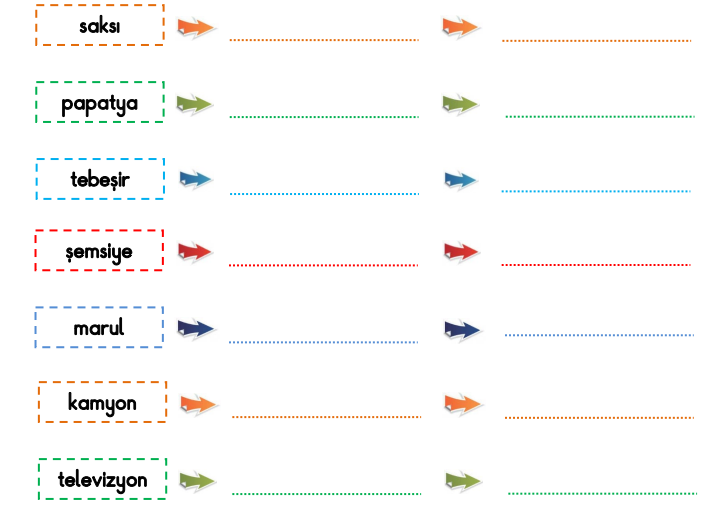 saksı
papatya
tebeşir
şemsiye
marul
kamyon
televizyon